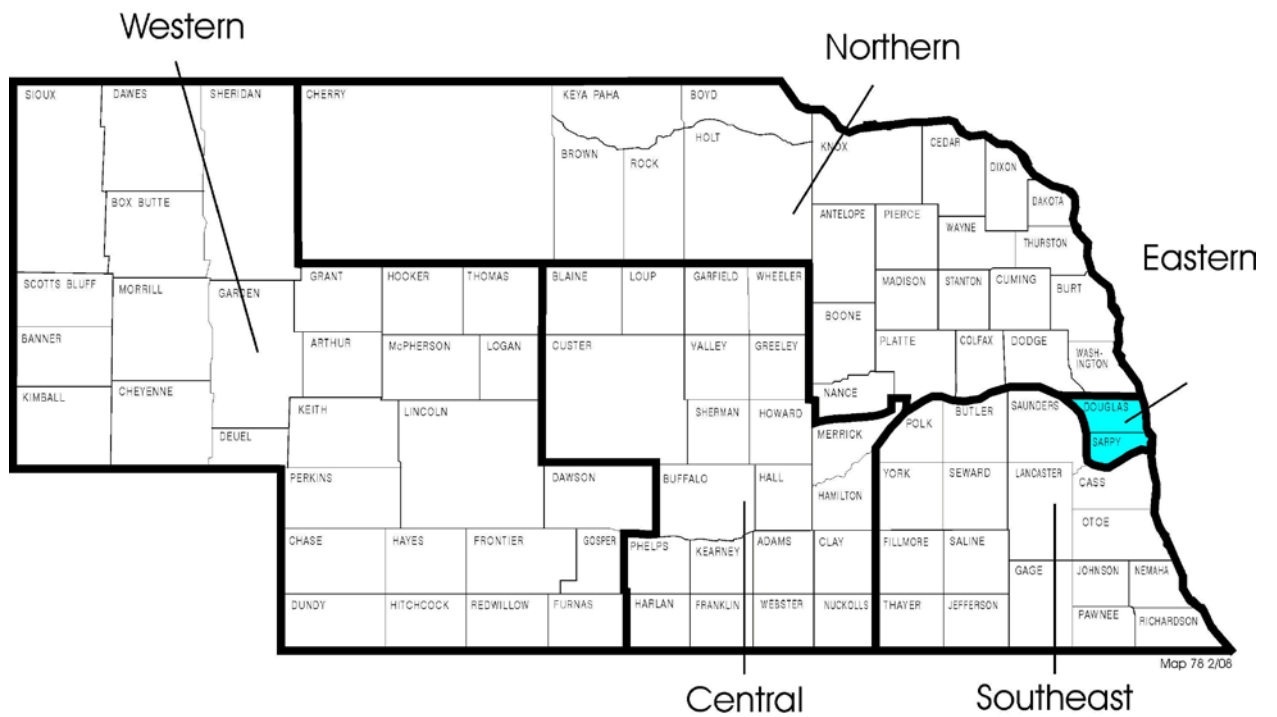 Western
Northern
SIOUX
DAWES
SHERIDAN
CHERRY
KEYA PAHA
BOYD
HOLT
KNOX
CEDAR
DIXON
BROWN
ROCK
DAKOTA
BOX BUTTE
ANTELOPE
PIERCE
WAYNE
THURSTON
Eastern
SCOTTS BLUFF
MORRILL
GARDEN
GRANT
HOOKER
THOMAS
BLAINE
LOUP
GARFIELD
WHEELER
MADISON
STANTON
CUMING
BURT
BOONE
BANNER
ARTHUR
McPHERSON
LOGAN
CUSTER
VALLEY
GREELEY
PLATTE
COLFAX
DODGE
WASH-
INGTON
KIMBALL
CHEYENNE
NANCE
KEITH
LINCOLN
SHERMAN
HOWARD
MERRICK
POLK
BUTLER
SAUNDERS
DOUGLAS
SARPY
DEUEL
PERKINS
DAWSON
BUFFALO
HALL
HAMILTON
YORK
SEWARD
LANCASTER
CASS
OTOE
CHASE
HAYES
FRONTIER
GOSPER
PHELPS
KEARNEY
ADAMS
CLAY
FILLMORE
SALINE
GAGE
JOHNSON
NEMAHA
DUNDY
HITCHCOCK
REDWILLOW
FURNAS
HARLAN
FRANKLIN
WEBSTER
NUCKOLLS
THAYER
JEFFERSON
PAWNEE
RICHARDSON
Map 78 2/08
Central
Southeast